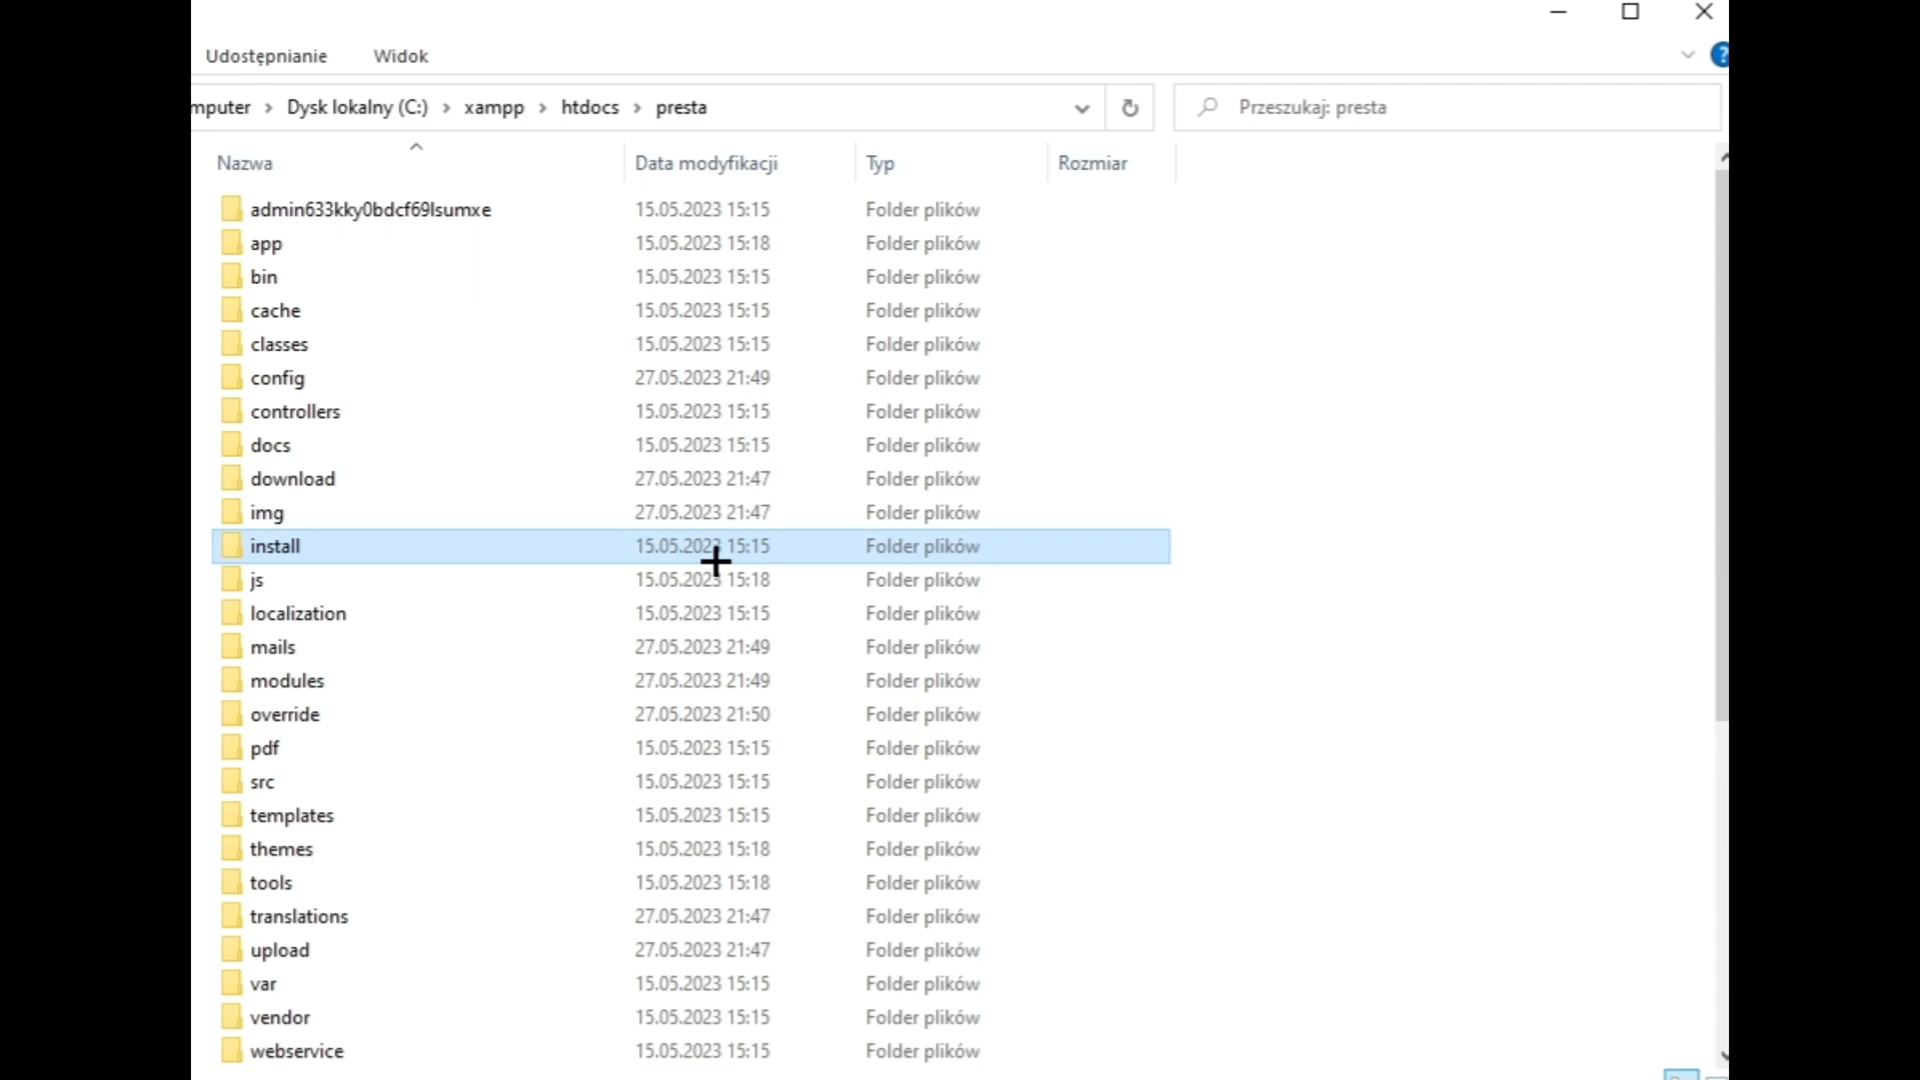 Udostępnianie Widok ?
mputer > Dysk lokalny (C:) > xampp > htdocs > presta Przeszukaj: presta
Nazwa Data modyfikacji Typ Rozmiar
admin633kky0bdcf69lsumxe 15.05.2023 15:15 Folder plików
app 15.05.2023 15:18 Folder plików
bin 15.05.2023 15:15 Folder plików
cache 15.05.2023 15:15 Folder plików
classes 15.05.2023 15:15 Folder plików
config 27.05.2023 21:49 Folder plików
controllers 15.05.2023 15:15 Folder plików
docs 15.05.2023 15:15 Folder plików
download 27.05.2023 21:47 Folder plików
img 27.05.2023 21:47 Folder plików
install 15.05.2023 15:15 Folder plików
js 15.05.2023 15:18 Folder plików
localization 15.05.2023 15:15 Folder plików
mails 27.05.2023 21:49 Folder plików
modules 27.05.2023 21:49 Folder plików
override 27.05.2023 21:50 Folder plików
pdf 15.05.2023 15:15 Folder plików
src 15.05.2023 15:15 Folder plików
templates 15.05.2023 15:15 Folder plików
themes 15.05.2023 15:18 Folder plików
tools 15.05.2023 15:18 Folder plików
translations 27.05.2023 21:47 Folder plików
upload 27.05.2023 21:47 Folder plików
var 15.05.2023 15:15 Folder plików
vendor 15.05.2023 15:15 Folder plików
webservice 15.05.2023 15:15 Folder plików